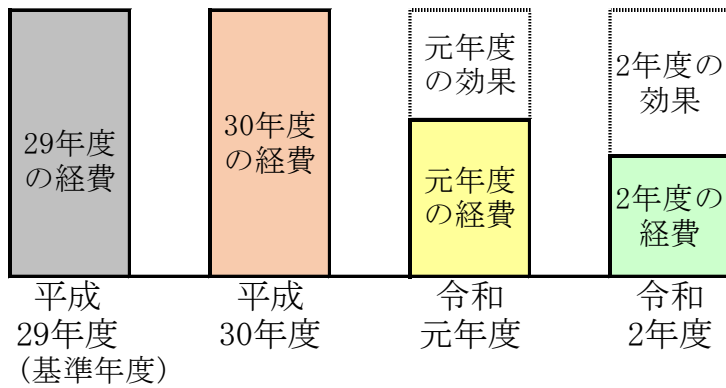 29年度
の経費
30年度
の経費
元年度
の効果
元年度
の経費
2年度の
効果
2年度の
経費
平成
29年度
（基準年度）
平成
30年度
令和
元年度
令和
2年度